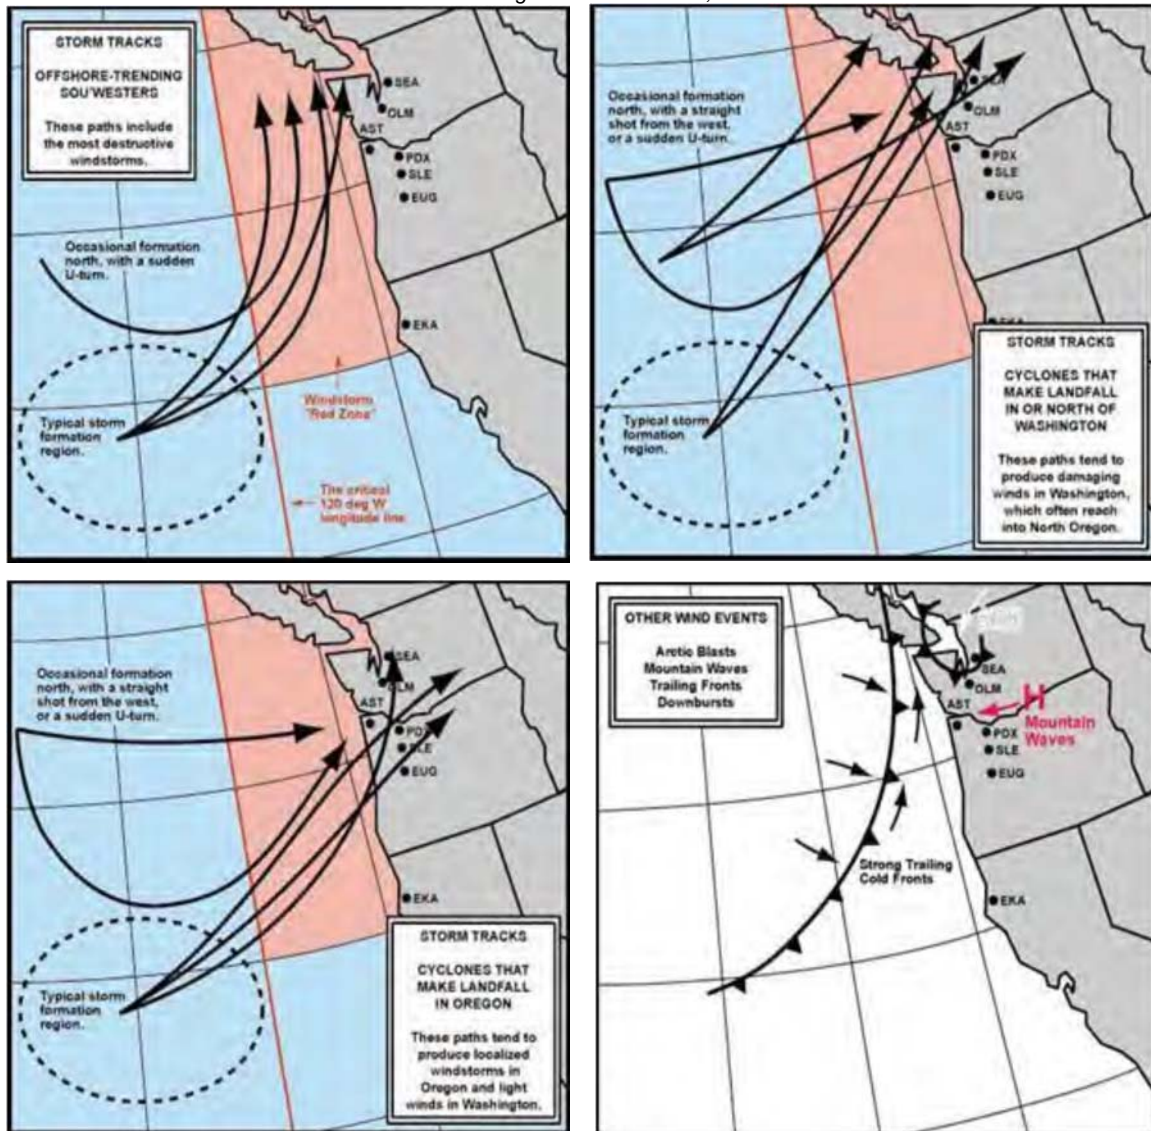 STORM TRACKS
OFFSHORE-TRENDING
SOU'WESTERS
These paths include
the most destructive
windstorms.
SEA
OLM
AST
PDX
SLE
EUG
Occasional formation
north, with a sudden
U-turn.
EKA
Typical storm
formation
region.
Windstorm
"Red Zone"
The critical
130 deg W
longitude line
Occasional formation
north, with a straight
shot from the west,
or a sudden U-turn.
OLM
AST
PDX
SLE
EUG
EKA
Typical storm
formation
region.
STORM TRACKS
CYCLONES THAT
MAKE LANDFALL
IN OR NORTH OF
WASHINGTON
These paths tend to
produce damaging
winds in Washington,
which often reach
into North Oregon.
Occasional formation
north, with a straight
shot from the west,
or a sudden U-turn.
SEA
OLM
AST
PDX
SLE
EUG
EKA
Typical storm
formation
region.
STORM TRACKS
CYCLONES THAT
MAKE LANDFALL
IN OREGON
These paths tend to
produce localized
windstorms in
Oregon and light
winds in Washington.
OTHER WIND EVENTS
Arctic Blasts
Mountain Waves
Trailing Fronts
Downbursts
SEA
OLM
AST
H
Mountain
Waves
PDX
SLE
EUG
Strong Trailing
Cold Fronts
EKA